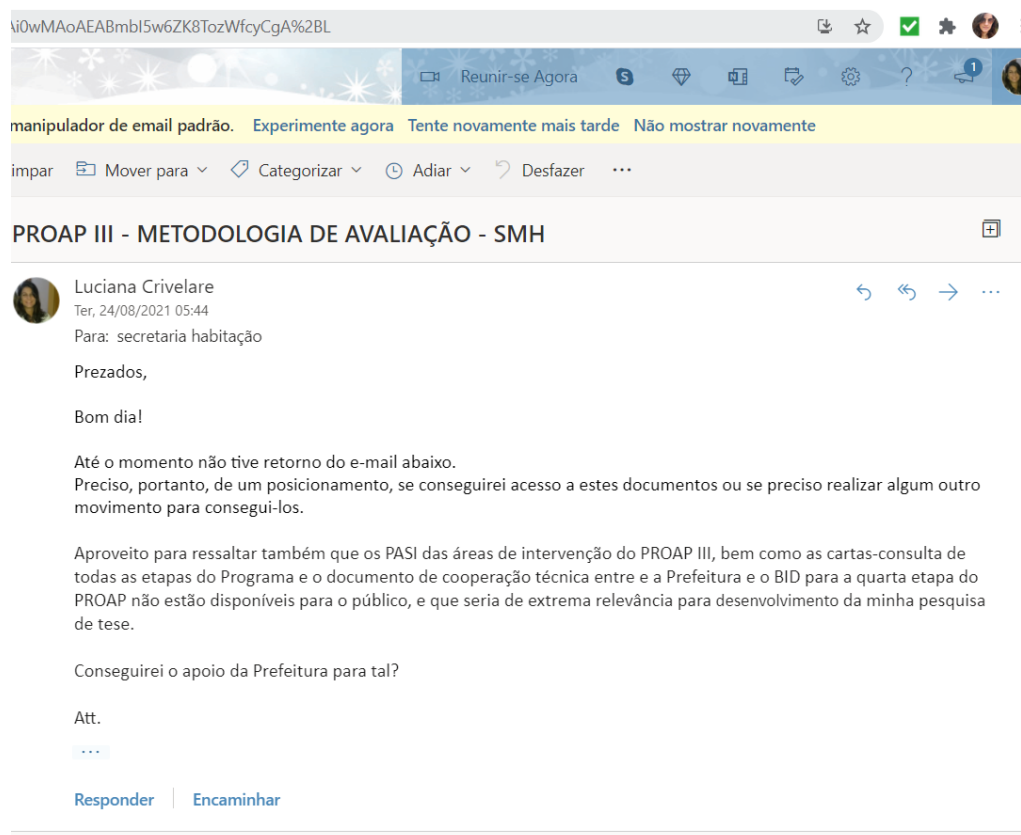 Ai0wMAoAEABmbI5w6ZK8TozWfcyCgA%2BL
Reunir-se Agora
1
manipulador de email padrão. Experimente agora Tente novamente mais tarde Não mostrar novamente
impar Mover para Categorizar Adiar Desfazer ...
PROAP III - METODOLOGIA DE AVALIAÇÃO - SMH
Luciana Crivelare
Ter, 24/08/2021 05:44
Para: secretaria habitação
Prezados,
Bom dia!
Até o momento não tive retorno do e-mail abaixo.
Preciso, portanto, de um posicionamento, se conseguirei acesso a estes documentos ou se preciso realizar algum outro
movimento para consegui-los.
Aproveito para ressaltar também que os PASI das áreas de intervenção do PROAP III, bem como as cartas-consulta de
todas as etapas do Programa e o documento de cooperação técnica entre e a Prefeitura e o BID para a quarta etapa do
PROAP não estão disponíveis para o público, e que seria de extrema relevância para desenvolvimento da minha pesquisa
de tese.
Conseguirei o apoio da Prefeitura para tal?
Att.
...
Responder Encaminhar